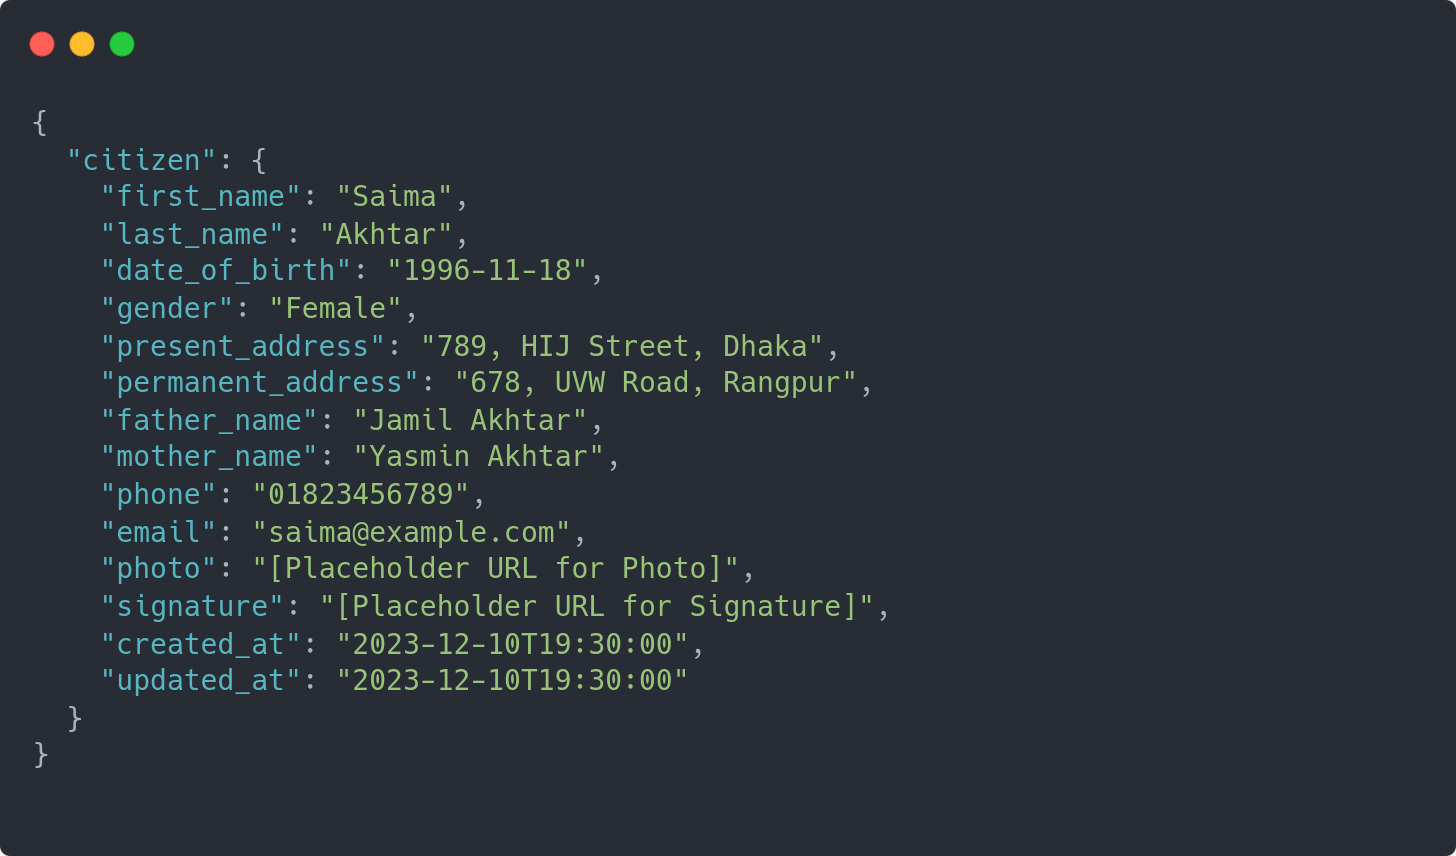 {
  "citizen": {
    "first_name": "Saima",
    "last_name": "Akhtar",
    "date_of_birth": "1996-11-18",
    "gender": "Female",
    "present_address": "789, HIJ Street, Dhaka",
    "permanent_address": "678, UVW Road, Rangpur",
    "father_name": "Jamil Akhtar",
    "mother_name": "Yasmin Akhtar",
    "phone": "01823456789",
    "email": "saima@example.com",
    "photo": "[Placeholder URL for Photo]",
    "signature": "[Placeholder URL for Signature]",
    "created_at": "2023-12-10T19:30:00",
    "updated_at": "2023-12-10T19:30:00"
  }
}